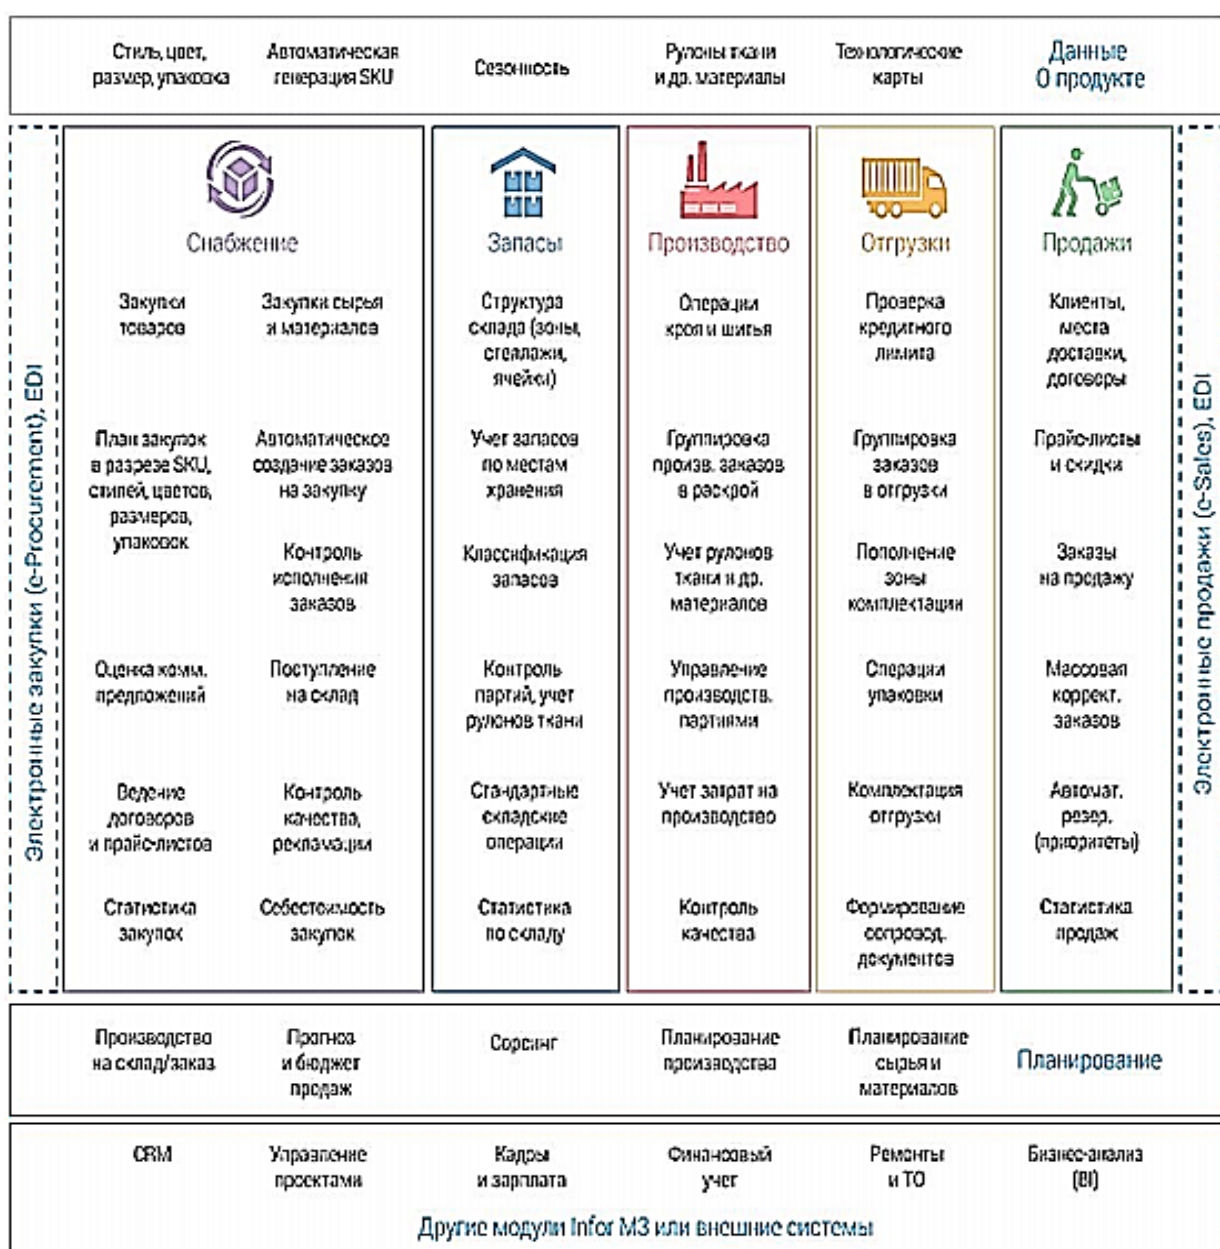 Стиль, цвет,
размер, упаковка
Автоматическая
генерация SKU
Сезонность
Рулоны ткани
и др. материалы
Технологические
карты
Данные
О продукте
Электронные закупки (e-Procurement), EDI
Снабжение
Закупки
товаров
План закупок
в разрезе SKU,
стилей, цветов,
размеров,
упаковок
Оценка комм.
предложений
Ведение
договоров
и прайс-листов
Статистика
закупок
Закупки сырья
и материалов
Автоматическое
создание заказов
на закупку
Контроль
исполнения
заказов
Поступление
на склад
Контроль
качества,
рекламации
Себестоимость
закупок
Запасы
Структура
склада (зоны,
стеллажи,
ячейки)
Учет запасов
по местам
хранения
Классификация
запасов
Контроль
партий, учет
рулонов ткани
Стандартные
складские
операции
Статистика
по складу
Производство
Операции
кроя и шитья
Группировка
произв. заказов
в раскрой
Учет рулонов
ткани и др.
материалов
Управление
производств.
партиями
Учет затрат на
производство
Контроль
качества
Отгрузки
Проверка
кредитного
лимита
Группировка
заказов
в отгрузки
Пополнение
зоны
комплектации
Операции
упаковки
Комплектация
отгрузки
Формирование
сопровод.
документов
Продажи
Клиенты,
места
доставки,
договоры
Прайс-листы
и скидки
Заказы
на продажу
Массовая
коррект.
заказов
Автомат.
резер.
(приоритеты)
Статистика
продаж
Электронные продажи (e-Sales), EDI
Производство
на склад/заказ
Прогноз
и бюджет
продаж
Сорсинг
Планирование
производства
Планирование
сырья и
материалов
Планирование
CRM
Управление
проектами
Кадры
и зарплата
Финансовый
учет
Ремонты
и ТО
Бизнес-анализ
(BI)
Другие модули Infor M3 или внешние системы